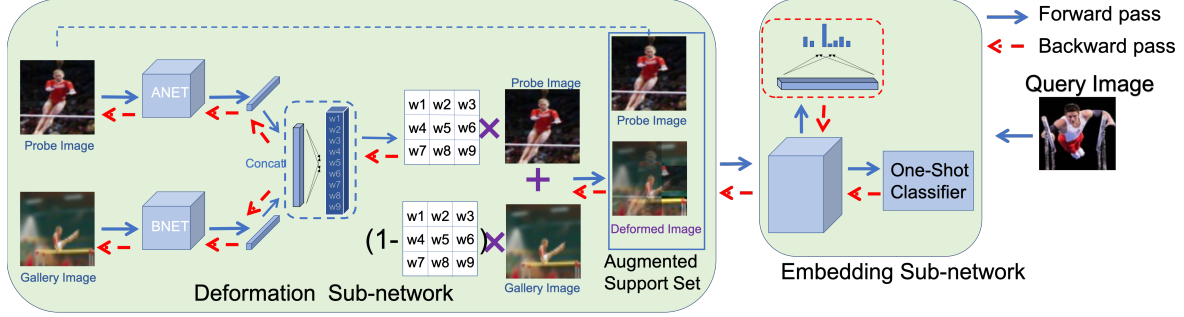 Forward pass
Backward pass
Query Image
ANET
Probe Image
BNET
Gallery Image
Concat
w1
w2
w3
w4
w5
w6
w7
w8
w9
w1 w2 w3
w4 w5 w6
w7 w8 w9
×
Probe Image
+
(1-
w1 w2 w3
w4 w5 w6
w7 w8 w9
)
×
Gallery Image
Probe Image
Deformed Image
Augmented
Support Set
Deformation Sub-network
One-Shot
Classifier
Embedding Sub-network